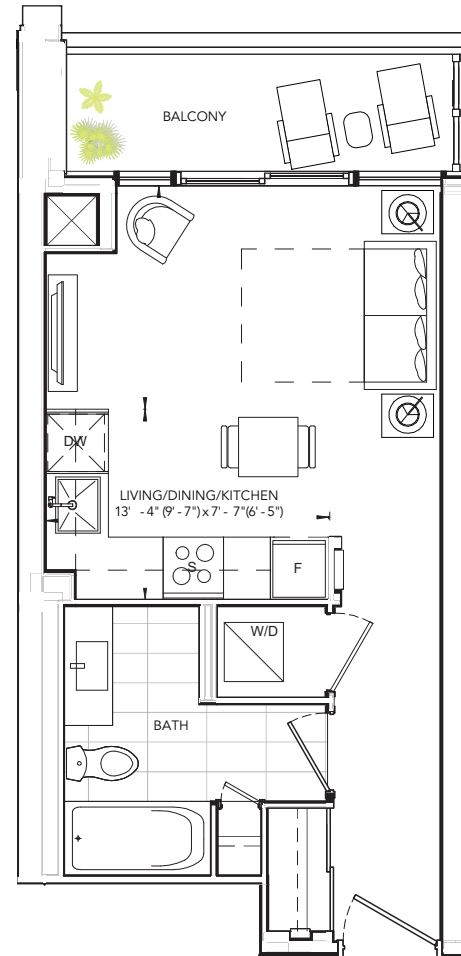 BALCONY
DW
LIVING/DINING/KITCHEN
13' - 4" (9' - 7") x 7' - 7"(6' - 5")
S
F
W/D
BATH